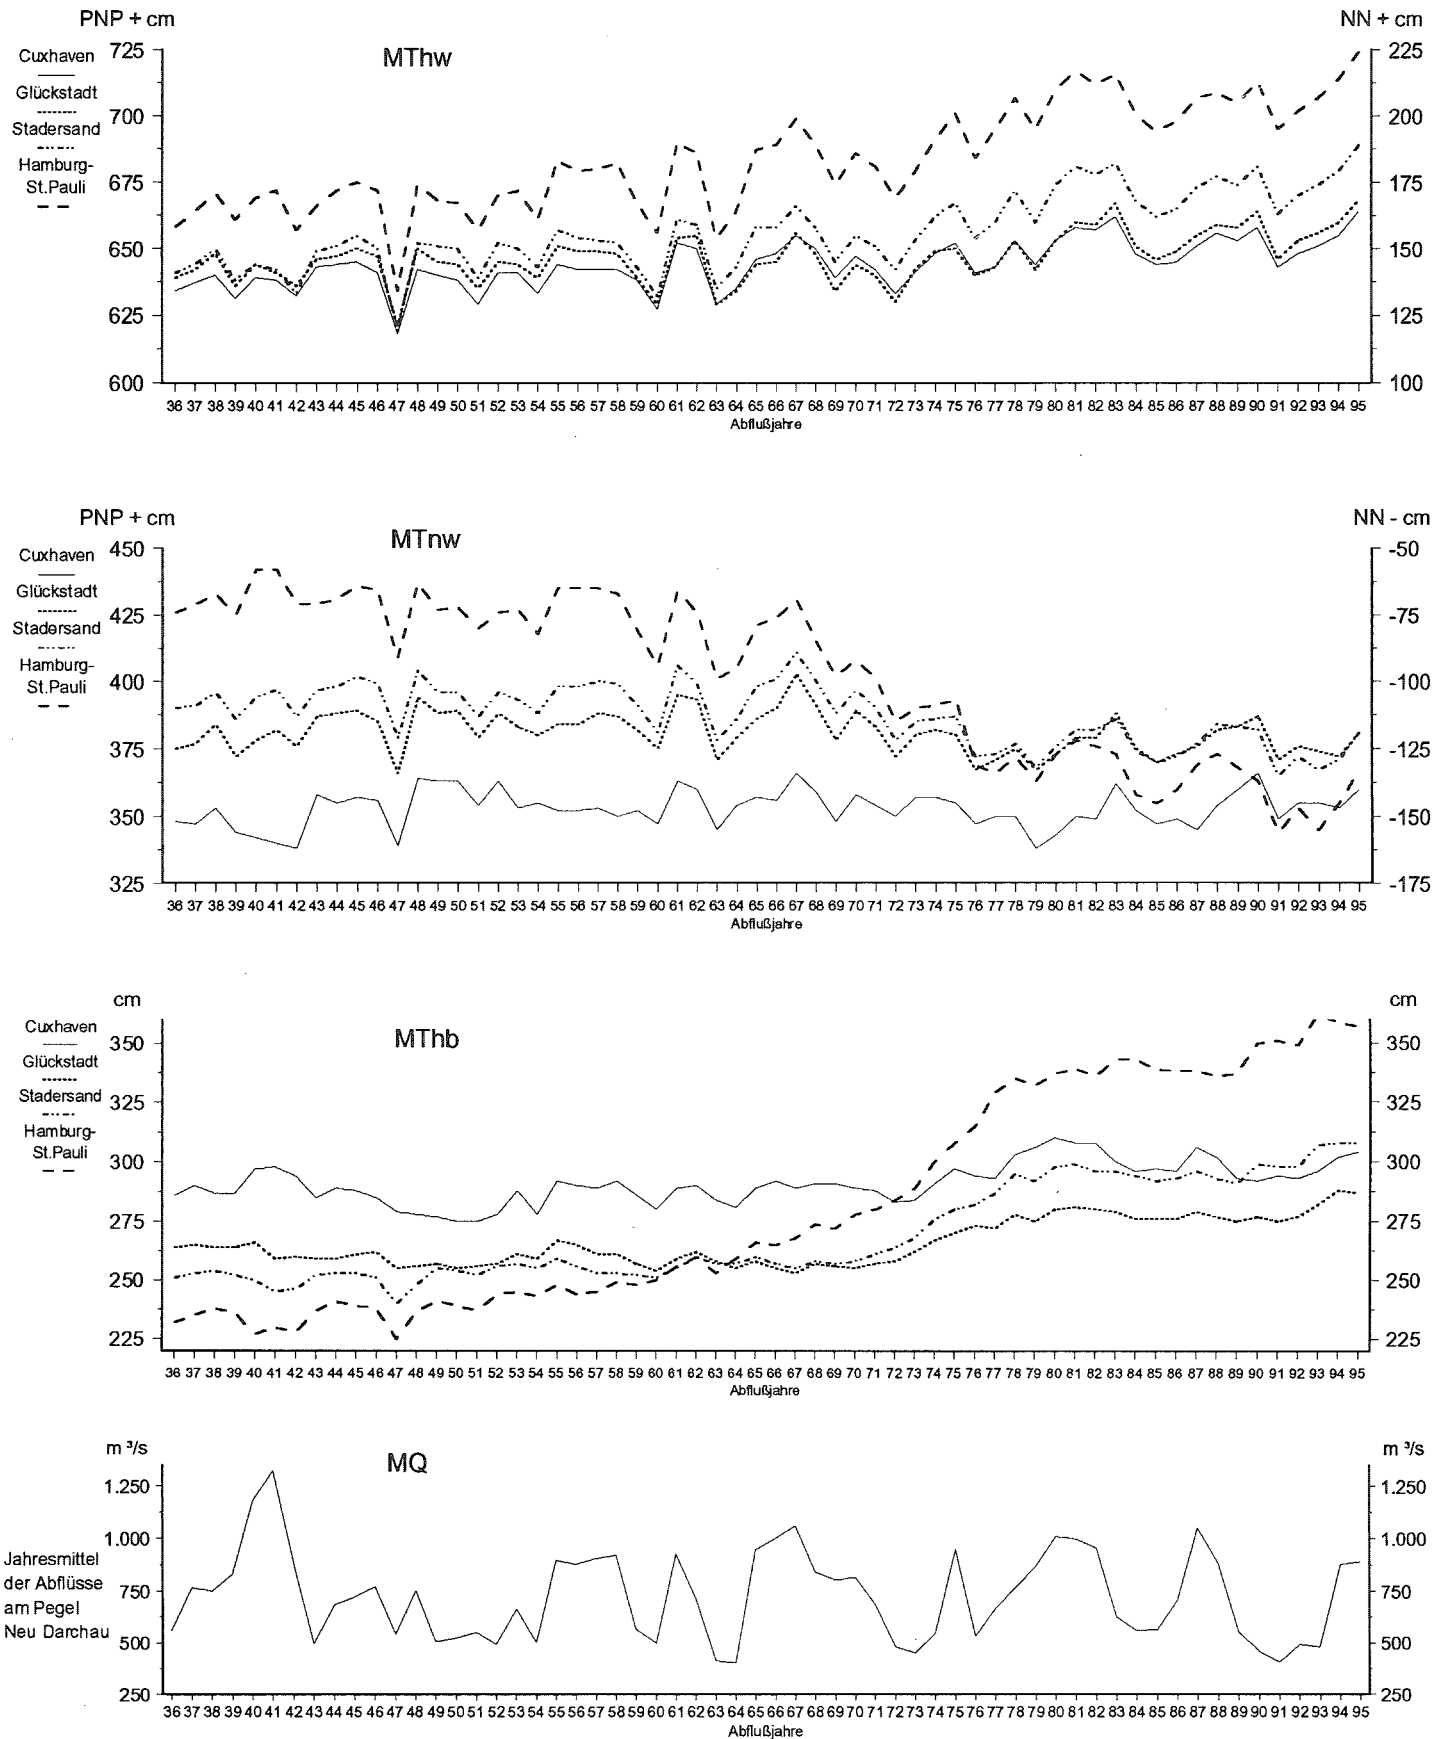 PNP + cm
NN + cm
MThw
Cuxhaven
Glückstadt
Stadersand
Hamburg-
St.Pauli
725
700
675
650
625
600
225
200
175
150
125
100
36 37 38 39 40 41 42 43 44 45 46 47 48 49 50 51 52 53 54 55 56 57 58 59 60 61 62 63 64 65 66 67 68 69 70 71 72 73 74 75 76 77 78 79 80 81 82 83 84 85 86 87 88 89 90 91 92 93 94 95
Abflußjahre
PNP + cm
NN - cm
MTnw
Cuxhaven
Glückstadt
Stadersand
Hamburg-
St.Pauli
450
425
400
375
350
325
-50
-75
-100
-125
-150
-175
36 37 38 39 40 41 42 43 44 45 46 47 48 49 50 51 52 53 54 55 56 57 58 59 60 61 62 63 64 65 66 67 68 69 70 71 72 73 74 75 76 77 78 79 80 81 82 83 84 85 86 87 88 89 90 91 92 93 94 95
Abflußjahre
cm
cm
MThb
Cuxhaven
Glückstadt
Stadersand
Hamburg-
St.Pauli
350
325
300
275
250
225
350
325
300
275
250
225
36 37 38 39 40 41 42 43 44 45 46 47 48 49 50 51 52 53 54 55 56 57 58 59 60 61 62 63 64 65 66 67 68 69 70 71 72 73 74 75 76 77 78 79 80 81 82 83 84 85 86 87 88 89 90 91 92 93 94 95
Abflußjahre
m ³/s
m ³/s
MQ
Jahresmittel
der Abflüsse
am Pegel
Neu Darchau
1.250
1.000
750
500
250
1.250
1.000
750
500
250
36 37 38 39 40 41 42 43 44 45 46 47 48 49 50 51 52 53 54 55 56 57 58 59 60 61 62 63 64 65 66 67 68 69 70 71 72 73 74 75 76 77 78 79 80 81 82 83 84 85 86 87 88 89 90 91 92 93 94 95
Abflußjahre